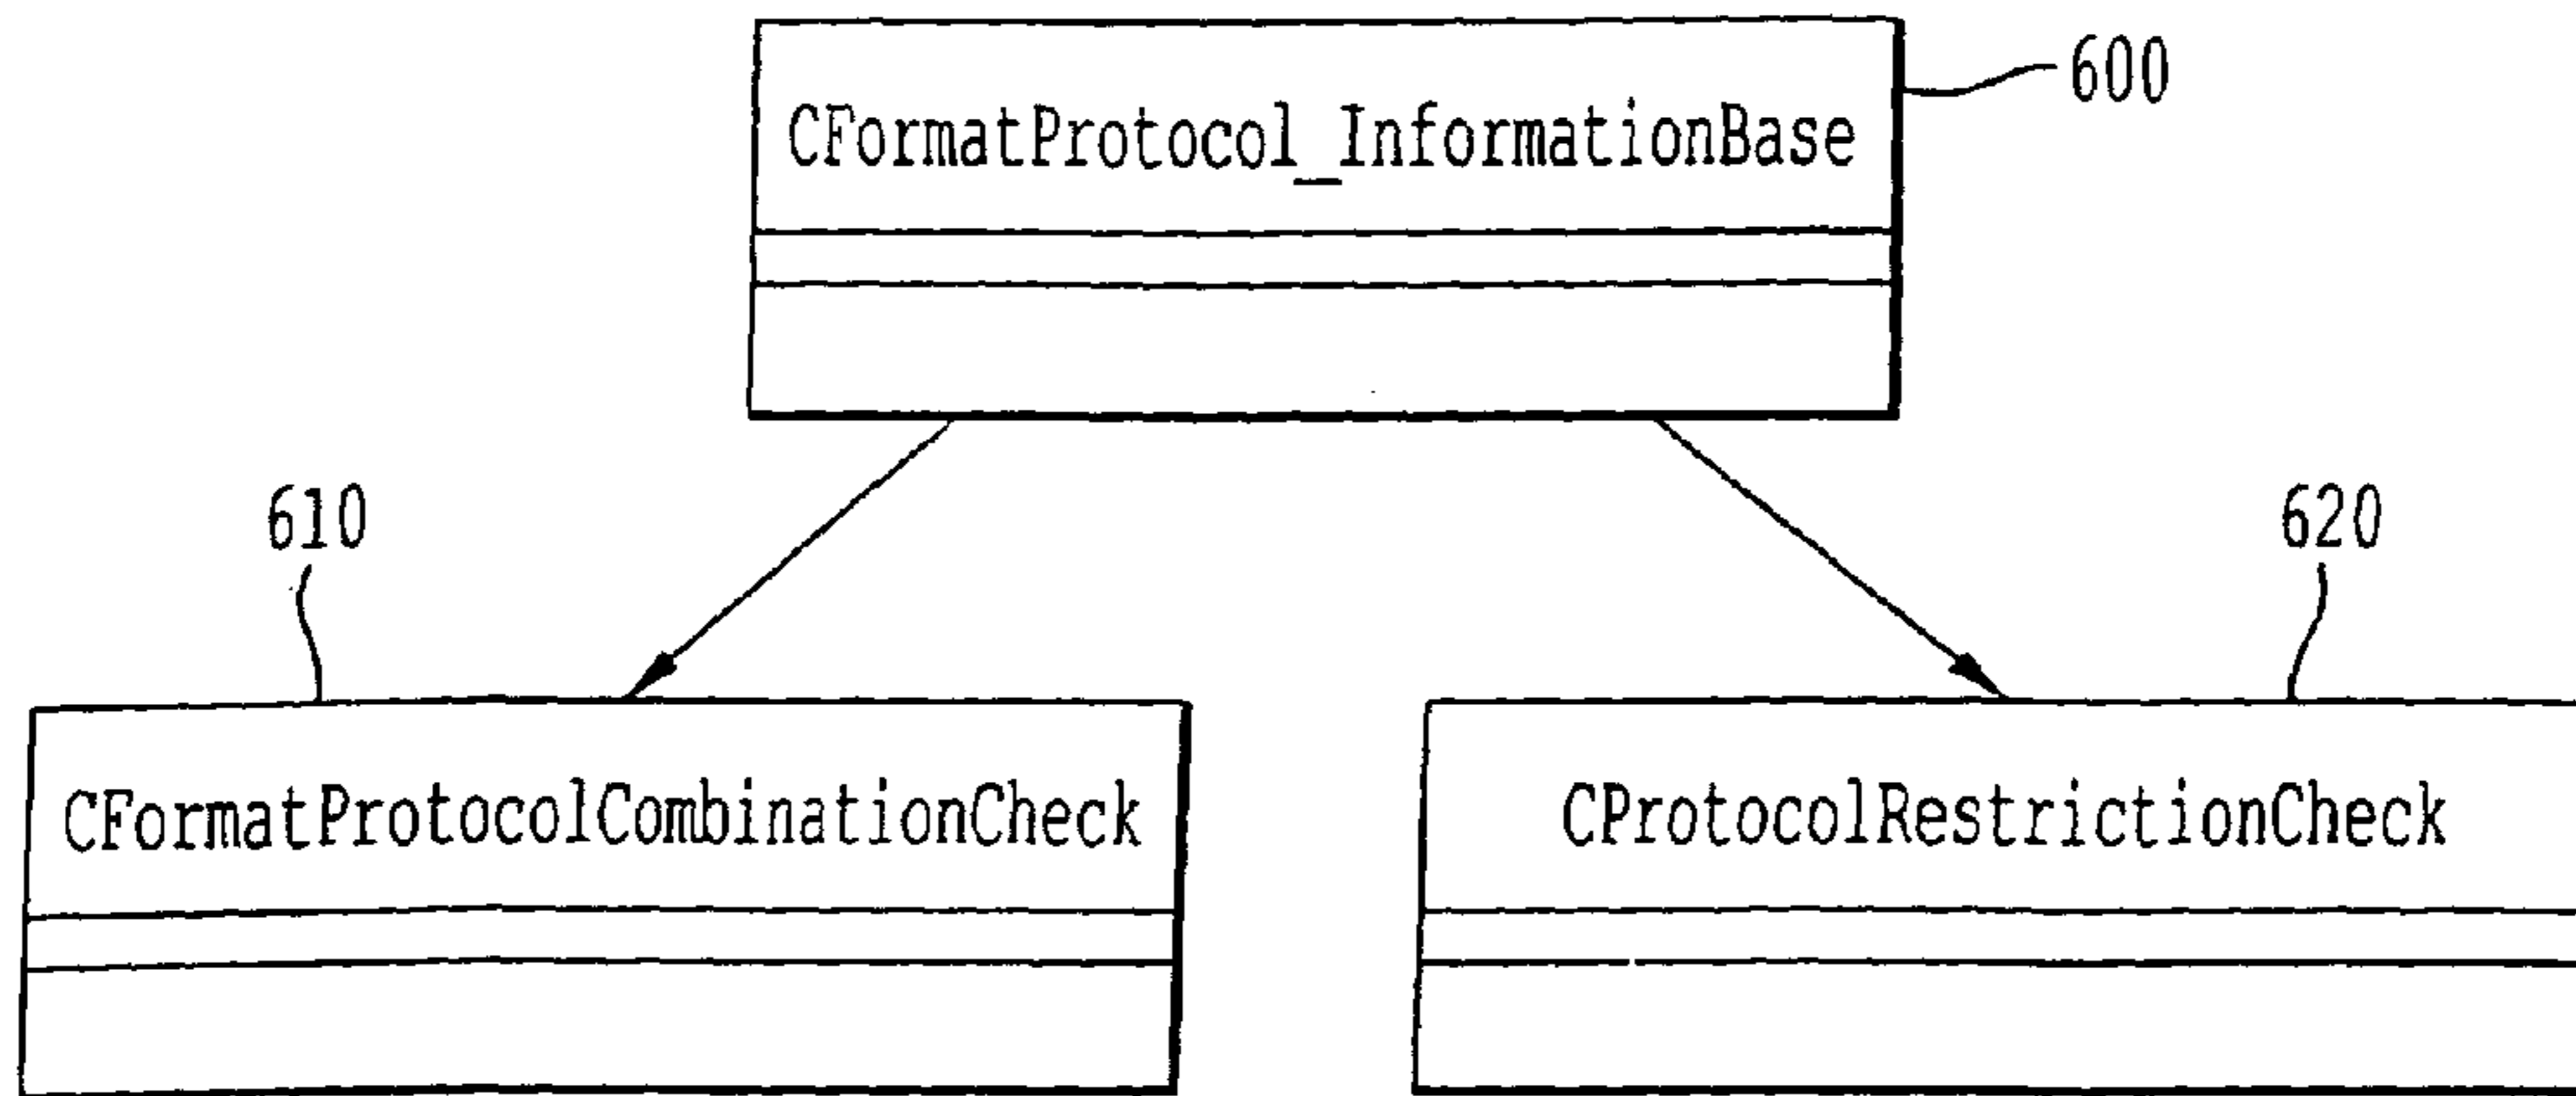 CFormatProtocol_InformationBase
600
610
620
CFormatProtocolCombinationCheck
CProtocolRestrictionCheck